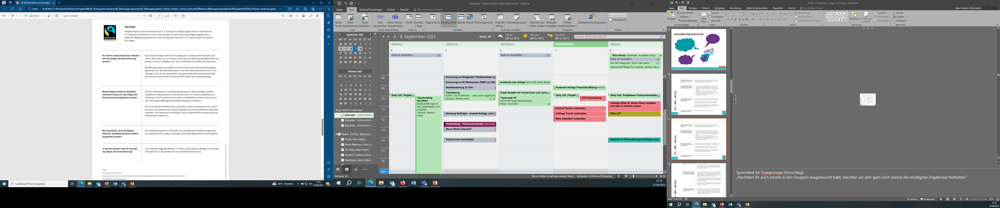 23-09-08_Arbeits und Lösungsbl
Datei
V:/KOM/ST-VB/Team%20intern/Projekte/BMJV_Verbraucherchecker/08_Bildungsprogramm/02_Bildungsmaterial_Videos_Poster_Comics_Action%20Planner/Bildungsmaterialien%20Update%20TAU/Arbeits-undLösungsbl...
Zeichnen
Laut vorlesen
6
von 8
FAIRTRADE
Fairtrade
Siegelinhaber ist der Dachverband FLO e. V. (Fairtrade Labelling Organizations International).
Er entwickelt die Kriterien für den Fairen Handel, auf deren Basis das Siegel vergeben wird.
Nationale Mitgliedsorganisationen, wie zum Beispiel Transfair e.V. in Deutschland, vermarkten
das Siegel.
Für welche Lebensmittel bzw. Produkte
wird das Siegel/die Kennzeichnung
genutzt?
Das Fairtrade-Siegel steht für fair angebaute und gehandelte Produkte, bei
denen alle Zutaten zu 100 Prozent unter Fairtrade-Bedingungen gehandelt und
physisch zurück verfolgbar sind, wie zum Beispiel bei Kaffee oder Bananen.
Bei Monoprodukten wie Kaffee muss die Zutat unter Fairtrade-Bedingungen
gehandelt sein. Bei Mischprodukten muss der Fairhandelsanteil mind. 20 %
betragen, wie z.B. bei Schokolade. Fair gehandelte Mischprodukte sind ge-
kennzeichnet durch einen schwarzen Pfeil neben dem Fairtrade-Siegel.
Welche Regeln/Kriterien/Qualitäts-
merkmale müssen für das Siegel/die
Kennzeichnung eingehalten werden?
Ziel von Fairtrade ist es, Handelsbedingungen für benachteiligte landwirt-
schaftliche Produzent:innen und Arbeiter:innen in Entwicklungsländern zu
verbessern. Die Produzent:innen sollen zum Beispiel von fairen Preisen und
der Sicherung langfristiger Handelsbeziehungen profitieren.
Um eine Fairtrade-Zertifizierung zu erhalten, müssen Produzent:innen, Händ-
ler:innen und Unternehmen soziale, ökologische und wirtschaftliche Standards
einhalten. Das bedeutet zum Beispiel, dass ein Mindestlohn gezahlt wird und
Kinderarbeit verboten ist.
Wer kontrolliert, dass die Regeln/
Kriterien/ Qualitätsmerkmale wirklich
eingehalten werden?
Die Zertifizierung wird von FLOCERT, der internationalen Zertifizierungsstelle
von Fairtrade sowie einigen nationalen Fairtrade-Organisationen durchgeführt.
In welchen Ländern oder für wen gilt
das Siegel/die Kennzeichnung?
Das Fairtrade-Siegel gilt weltweit. In vielen Ländern gibt es Ableger von Fairtrade
International. In Deutschland ist das Fairtrade Deutschland.
Quellen
www.fairtrade-deutschland.de
https://www.fairtrade-deutschland.de/
Suchbegriff hier eingeben
28°C Bewölkt
17:16
07.09.2023
Kalender - Doerte.Adam-Gutsch@vzbv.de - Outlook
Datei Start Senden/Empfangen Ordner Ansicht Was möchten Sie tun?
Neuer Termin
Neue Besprechung
Neue Elemente
Jetzt besprechen
Neue Teams-Besprechung
Heute
Nächste 7 Tage
Tagesansicht
Arbeitswoche
Woche
Monat
Planungsansicht
Kalender öffnen
Kalendergruppen
Kalender per E-Mail senden
Kalender freigeben
Online veröffentlichen
Kalenderberechtigungen
Personen suchen
Adressbuch
Neu
Teams-Besprechung
Gehe zu
Anordnen
Kalender verwalten
Freigeben
Suchen
September 2023
MO DI MI DO FR SA SO
28 29 30 31 1 2 3
4 5 6 7 8 9 10
11 12 13 14 15 16 17
18 19 20 21 22 23 24
25 26 27 28 29 30
Oktober 2023
MO DI MI DO FR SA SO
1
2 3 4 5 6 7 8
9 10 11 12 13 14 15
16 17 18 19 20 21 22
23 24 25 26 27 28 29
30 31 1 2 3 4 5
Meine Kalender
Kalender - Doerte.Adam...
Kalender - Verbraucherb...
Kalender - Verbraucherc...
Team: Fricke, Vera (vz...
Fricke, Vera (vzbv)
Bohn-Petersen, Cara (v...
De Vries, Anne (vzbv)
Gerasch, Jannina (vzbv)
Hartmann, Janin (vzbv)
4 - 8. September 2023
Berlin, BE
Heute
29°C/15°C
Morgen
29°C/15°C
Samstag
30°C/14°C
Kalender durchsuchen (Strg+E)
MONTAG DIENSTAG MITTWOCH DONNERSTAG FREITAG
4 5 6 7 8
Dörte im Homeoffice
Dörte im Homeoffice
Pina Urlaub; Lindemann, Josephine (vzbv)
Dörte im Homeoffice
AW hat freitags frei.; Wolf, Anke (vzbv)
Jannina hat freitags frei; Gerasch, Jannina (vzl
08
09
10
11
12
13
14
15
16
17
Daily Call | Projekt.
Teambuilding
Kanufahrt
Bootsverleih Oase in
der Lindenstraße 1A in
Köpenick
Gerasch, Jannina
(vzbv)
Erinnerung an Königslutter (Niedersachsen) p
Erinnerung an HS Oberbarmen (NRW) per Ma
Nachbearbeitung LK Fobi
Teamsitzung
Konfi 4. OG Friedrichstr. - wenn nicht möglich MS
Gerasch, Jannina (vzbv)
Hamburg Stellingen - erneute Anfrage, auch
Vorbereitung - Verbraucherchecker; Microsoft
Memo Markt Indersdorf
Trainer:innen anschreiben
Austausch zum Antrag; Microsoft Teams-Bespr
Check Kontakt mit Trainer:innen und Lerno
Teamrunde VC
Microsoft Teams-Besprechung
Meier, Lisa (vzbv)
Austausch Anfrage Finanzielle Bildung; Micros
Daily Call | Projekt.
JVD-Vorbereitung
Herford-Termin vorbereiten
Joblinge-Termin vorbereiten
Mark Indersdorf vorbereiten
Daily Call | Projektteam Verbraucherchecke
InDesign-Datei für Action Planer anpassen
und alles an tellwerk senden
DRuck AP
Deadline für Rückmeldungen Stellingen und L
Elemente: 29
Dieser Ordner ist auf dem neusten Stand.
Verbunden mit Microsoft Exchange
90 %
17:16
07.09.2023
23-05-11_Präsentation_Siegel und Energie - PowerPoint
Adam-Gutsch, Dörte (vzbv)
Datei Start Einfügen Entwurf Übergänge Animationen Bildschirmpräsentation Überprüfen Ansicht Was möchten Sie tun?
Einfügen
Ausschneiden
Kopieren
Format übertragen
Neue Folie
Layout
Zurücksetzen
Abschnitt
Textrichtung
Text ausrichten
In SmartArt konvertieren
Anordnen
Schnellformat-vorlagen
Fülleffekt
Formkontur
Formeffekte
Suchen
Ersetzen
Markieren
Zwischenablage
Folien
Schriftart
Absatz
Zeichnung
Bearbeiten
15
ERGEBNISPRÄSENTATION
CHECK IT!
16
EU – BIO - SIEGEL
17
EU – BIO - SIEGEL
18
BIO - SIEGEL
Sprechtext für Trainer:innen (Vorschlag):
„Nachdem ihr euch bereits in den Gruppen ausgetauscht habt, möchten wir sehr gern noch einmal die wichtigsten Ergebnisse festhalten."
Folie 17 von 46
Notizen
Kommentare
10 %
17:16
07.09.2023